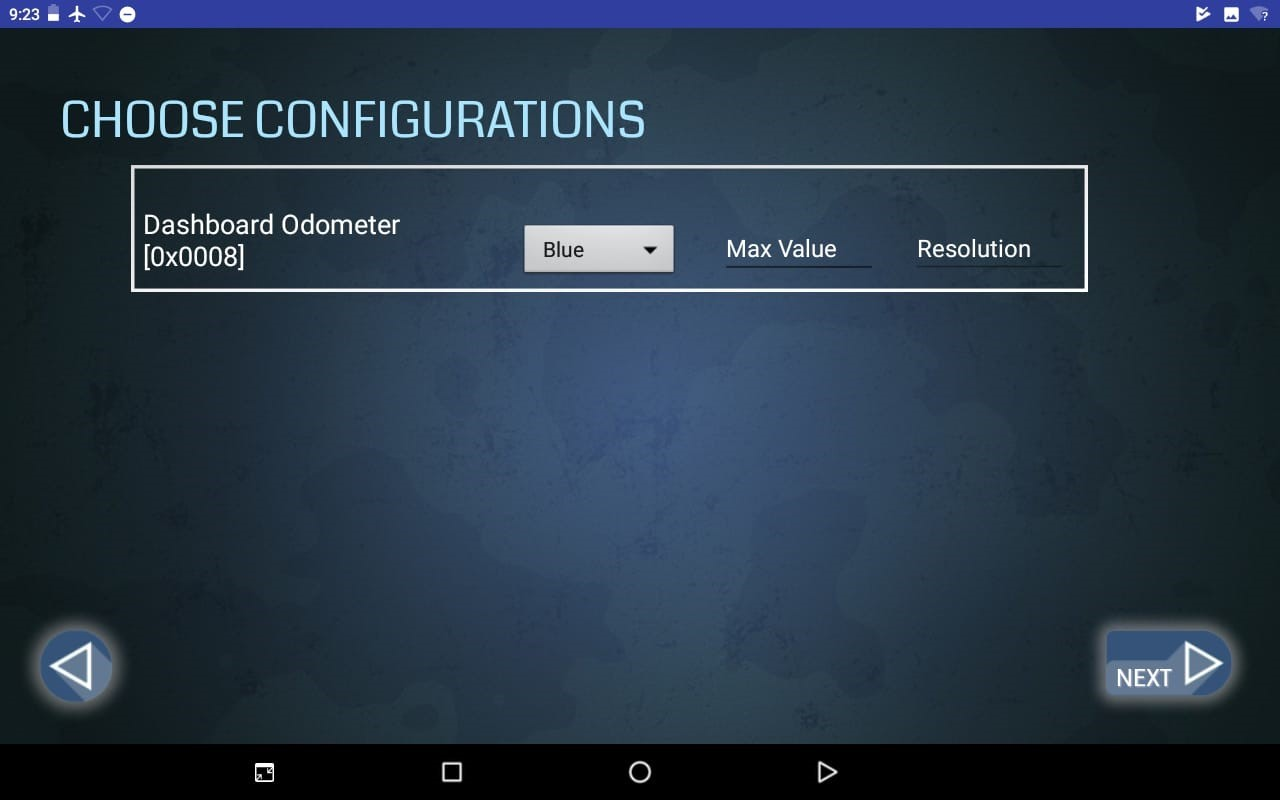 9:23
CHOOSE CONFIGURATIONS
Dashboard Odometer
[0x0008]
Blue
Max Value
Resolution
NEXT